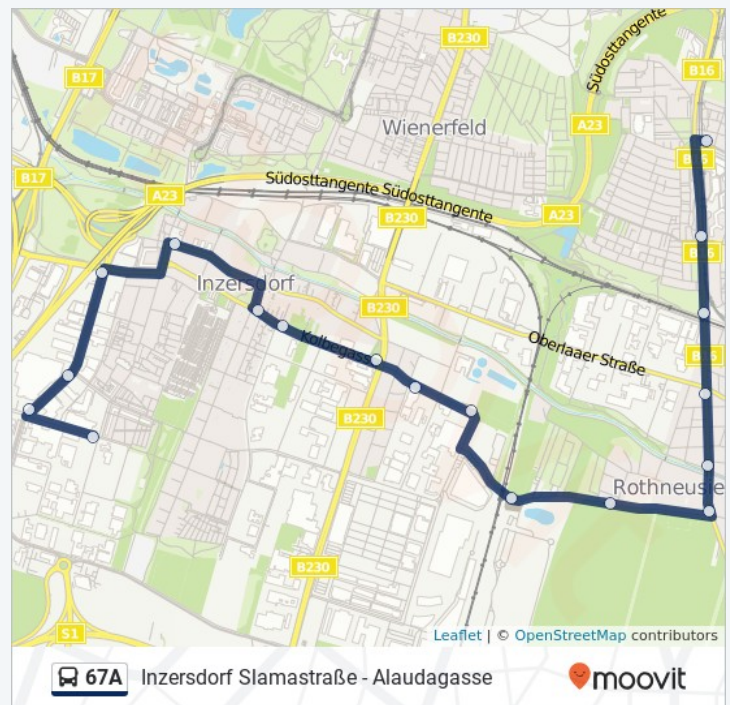 B230
Südosttangente
B16
B17
A23
Wienerfeld
B17
Südosttangente Südosttangente
A23
A23
B230
Inzersdorf
B230
Oberlaaer Straße
Kolbegasse
B230
Rothneusie
B230
S1
Leaflet | © OpenStreetMap contributors
67A Inzersdorf Slamastraße - Alaudagasse moovit